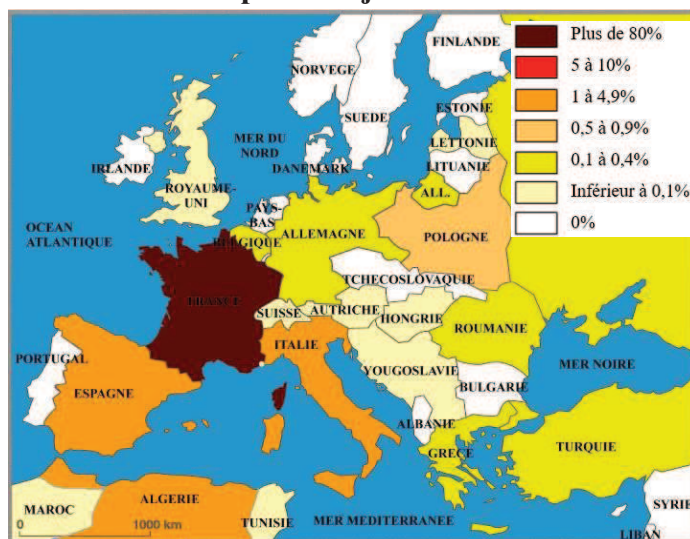 NORVEGE
FINLANDE
SUÈDE
ESTONIE
LETTONIE
LITUANIE
MER DU
NORD
DANEMARK
IRLANDE
ROYAUME-
UNI
PAYS-
BAS
ALL.
ALLEMAGNE
BELGIQUE
POLOGNE
OCEAN
ATLANTIQUE
TCHECOSLOVAQUIE
FRANCE
SUISSE
AUTRICHE
HONGRIE
ROUMANIE
ITALIE
YOUGOSLAVIE
MER NOIRE
PORTUGAL
ESPAGNE
BULGARIE
ALBANIE
GRECE
TURQUIE
MAROC
ALGERIE
TUNISIE
MER MEDITERRANEE
SYRIE
LIBAN
0
1000 km
Plus de 80%
5 à 10%
1 à 4,9%
0,5 à 0,9%
0,1 à 0,4%
Inférieur à 0,1%
0%